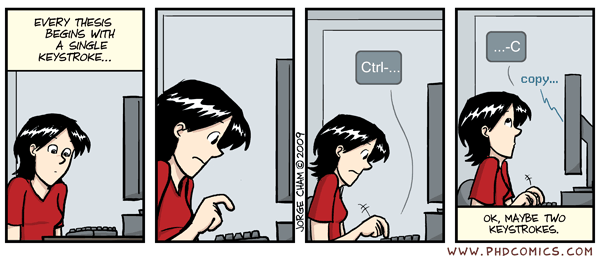 EVERY THESIS
BEGINS WITH
A SINGLE
KEYSTROKE...
JORGE CHAM © 2009
Ctrl-...
...-C
copy...
OK, MAYBE TWO
KEYSTROKES.
WWW.PHDCOMICS.COM